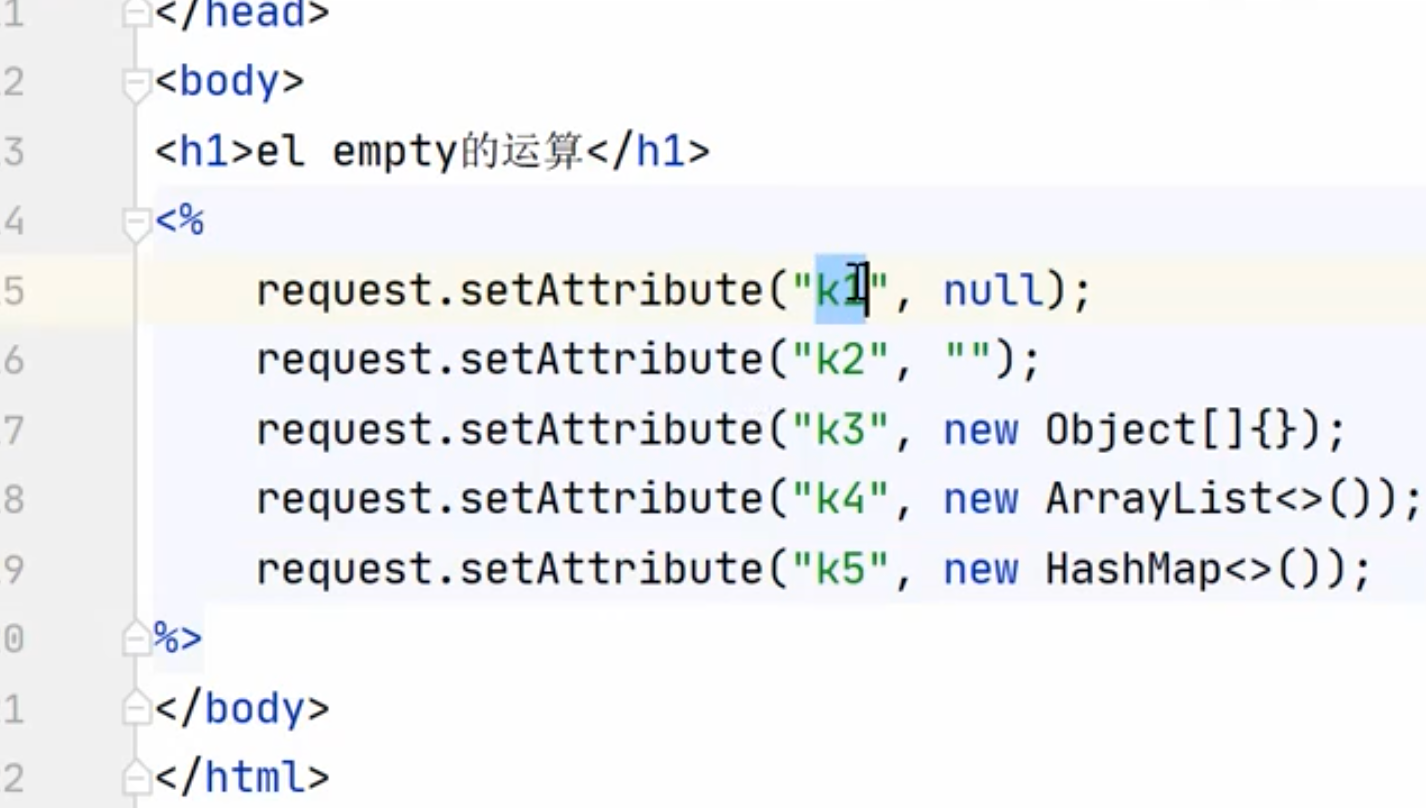 1 </head>
2 <body>
3 <h1>el empty的运算</h1>
4 <%
5 request.setAttribute("k1", null);
6 request.setAttribute("k2", "");
7 request.setAttribute("k3", new Object[]{});
8 request.setAttribute("k4", new ArrayList<>());
9 request.setAttribute("k5", new HashMap<>());
0 %>
1 </body>
2 </html>